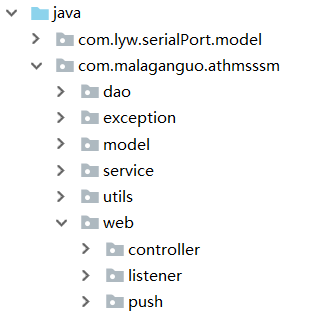 java
com.lyw.serialPort.model
com.malaganguo.athmsssm
dao
exception
model
service
utils
web
controller
listener
push